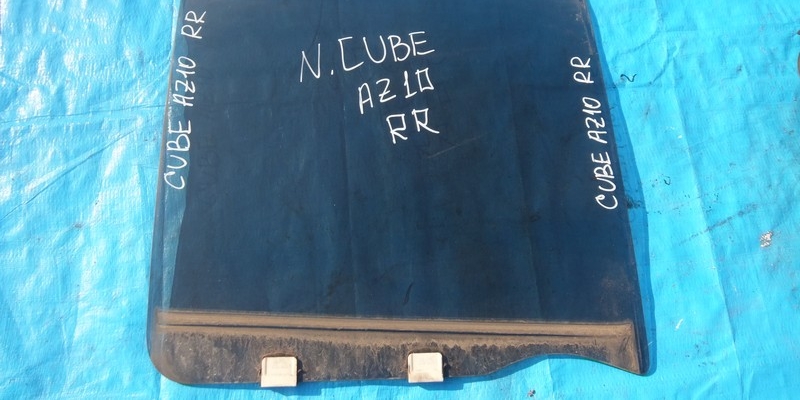 CUBE AZ10 RR
N. CUBE
AZ10
RR
CUBE AZ10 RR